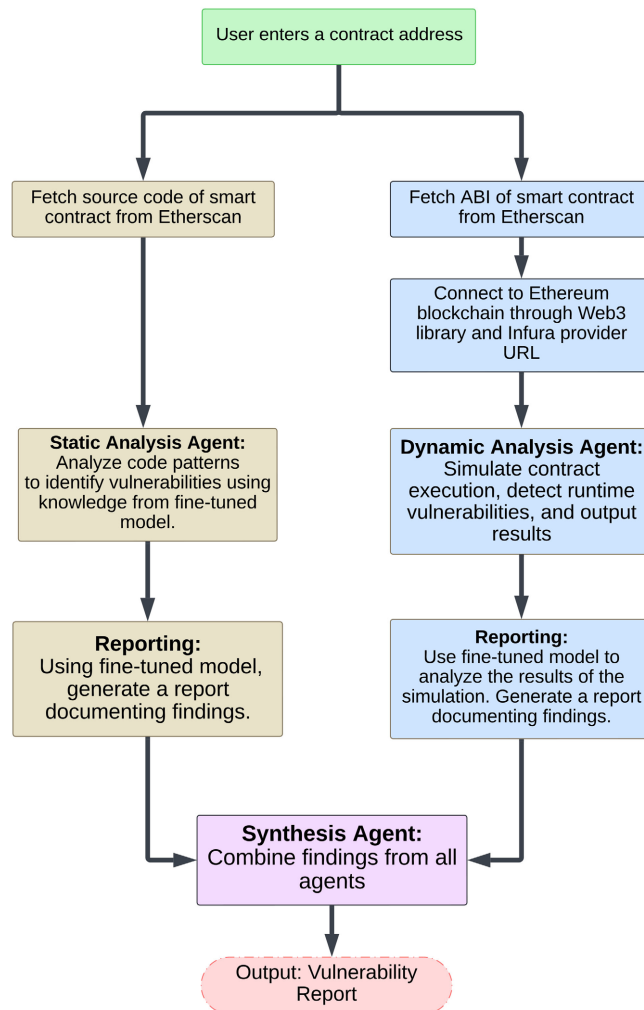 User enters a contract address
Fetch source code of smart
contract from Etherscan
Fetch ABI of smart contract
from Etherscan
Connect to Ethereum
blockchain through Web3
library and Infura provider
URL
Static Analysis Agent:
Analyze code patterns
to identify vulnerabilities using
knowledge from fine-tuned
model.
Dynamic Analysis Agent:
Simulate contract
execution, detect runtime
vulnerabilities, and output
results
Reporting:
Using fine-tuned model,
generate a report
documenting findings.
Reporting:
Use fine-tuned model to
analyze the results of the
simulation. Generate a report
documenting findings.
Synthesis Agent:
Combine findings from all
agents
Output: Vulnerability
Report